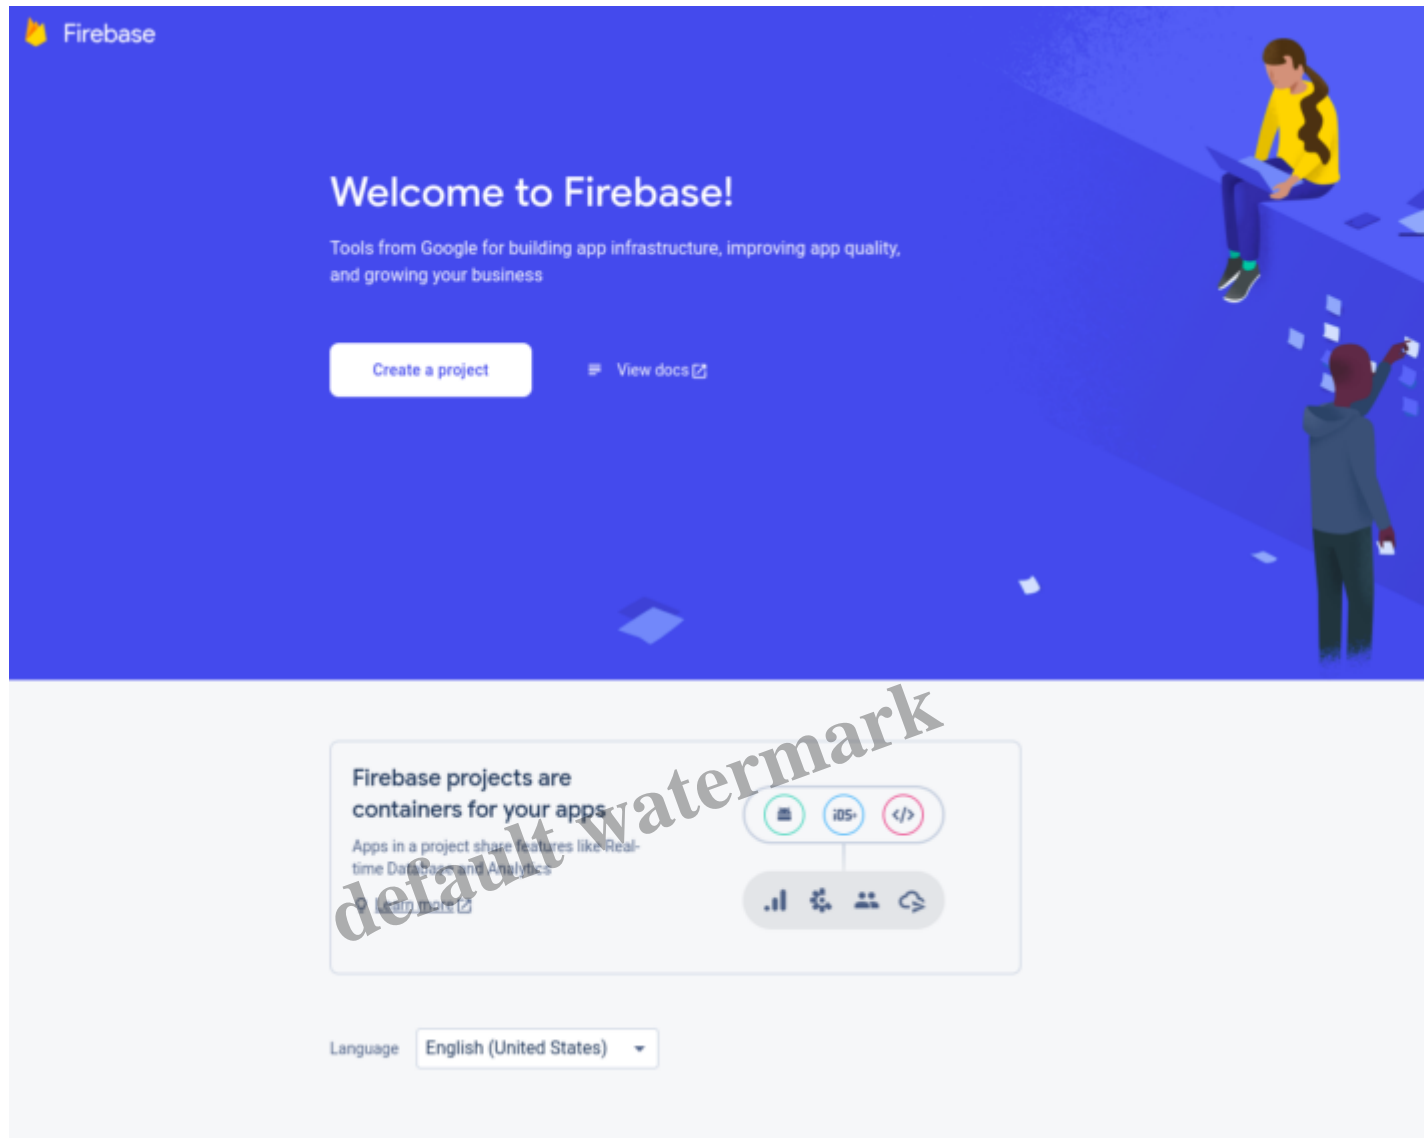 Firebase
Welcome to Firebase!
Tools from Google for building app infrastructure, improving app quality,
and growing your business
Create a project
View docs
Firebase projects are
containers for your apps
Apps in a project share features like Real-
time Database and Analytics
Learn more
iOS+
</>
default watermark
Language
English (United States)